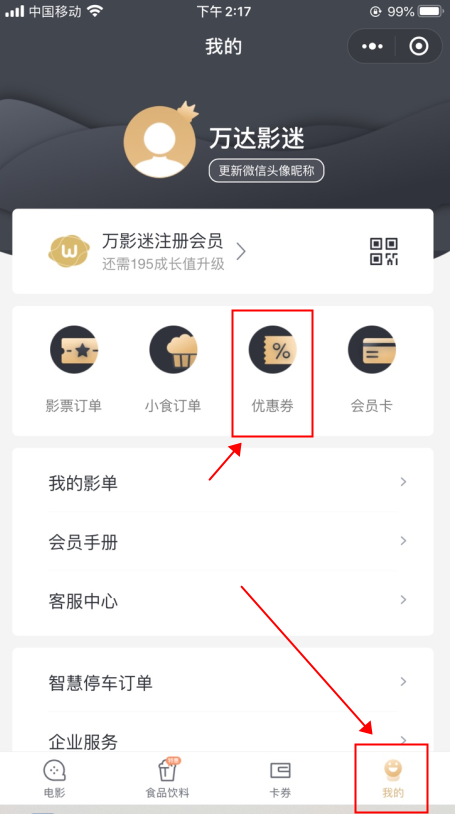 中国移动 下午 2:17 99%
我的
万达影迷
更新微信头像昵称
万影迷注册会员
还需195成长值升级
影票订单 小食订单 优惠券 会员卡
我的影单
会员手册
客服中心
智慧停车订单
企业服务
电影 食品饮料 卡券 我的